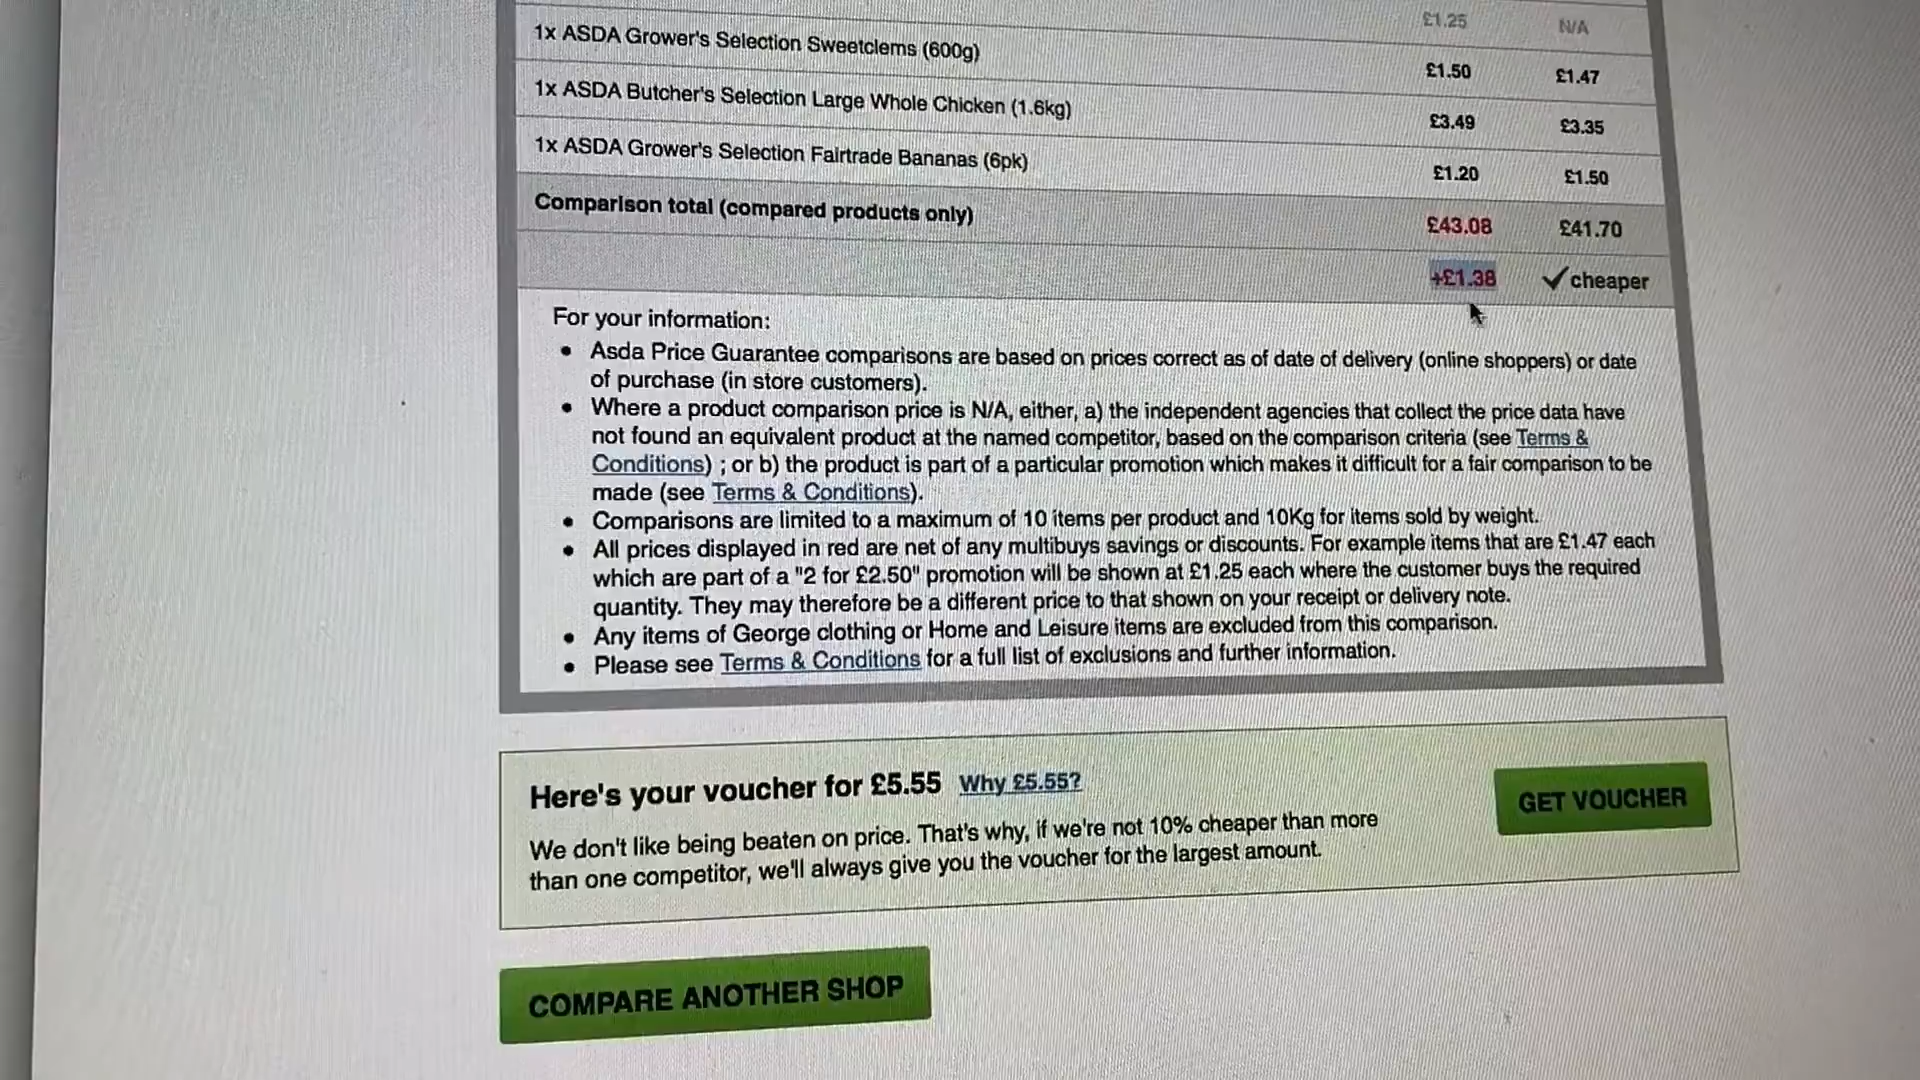 £1.25 N/A
1x ASDA Grower's Selection Sweetclems (600g) £1.50 £1.47
1x ASDA Butcher's Selection Large Whole Chicken (1.6kg) £3.49 £3.35
1x ASDA Grower's Selection Fairtrade Bananas (6pk) £1.20 £1.50
Comparison total (compared products only) £43.08 £41.70
+£1.38 ✓cheaper
For your information:
• Asda Price Guarantee comparisons are based on prices correct as of date of delivery (online shoppers) or date
of purchase (in store customers).
• Where a product comparison price is N/A, either, a) the independent agencies that collect the price data have
not found an equivalent product at the named competitor, based on the comparison criteria (see Terms &
Conditions) ; or b) the product is part of a particular promotion which makes it difficult for a fair comparison to be
made (see Terms & Conditions).
• Comparisons are limited to a maximum of 10 items per product and 10Kg for items sold by weight.
• All prices displayed in red are net of any multibuys savings or discounts. For example items that are £1.47 each
which are part of a "2 for £2.50" promotion will be shown at £1.25 each where the customer buys the required
quantity. They may therefore be a different price to that shown on your receipt or delivery note.
• Any items of George clothing or Home and Leisure items are excluded from this comparison.
• Please see Terms & Conditions for a full list of exclusions and further information.
Here's your voucher for £5.55 Why £5.55?
We don't like being beaten on price. That's why, if we're not 10% cheaper than more
than one competitor, we'll always give you the voucher for the largest amount.
GET VOUCHER
COMPARE ANOTHER SHOP